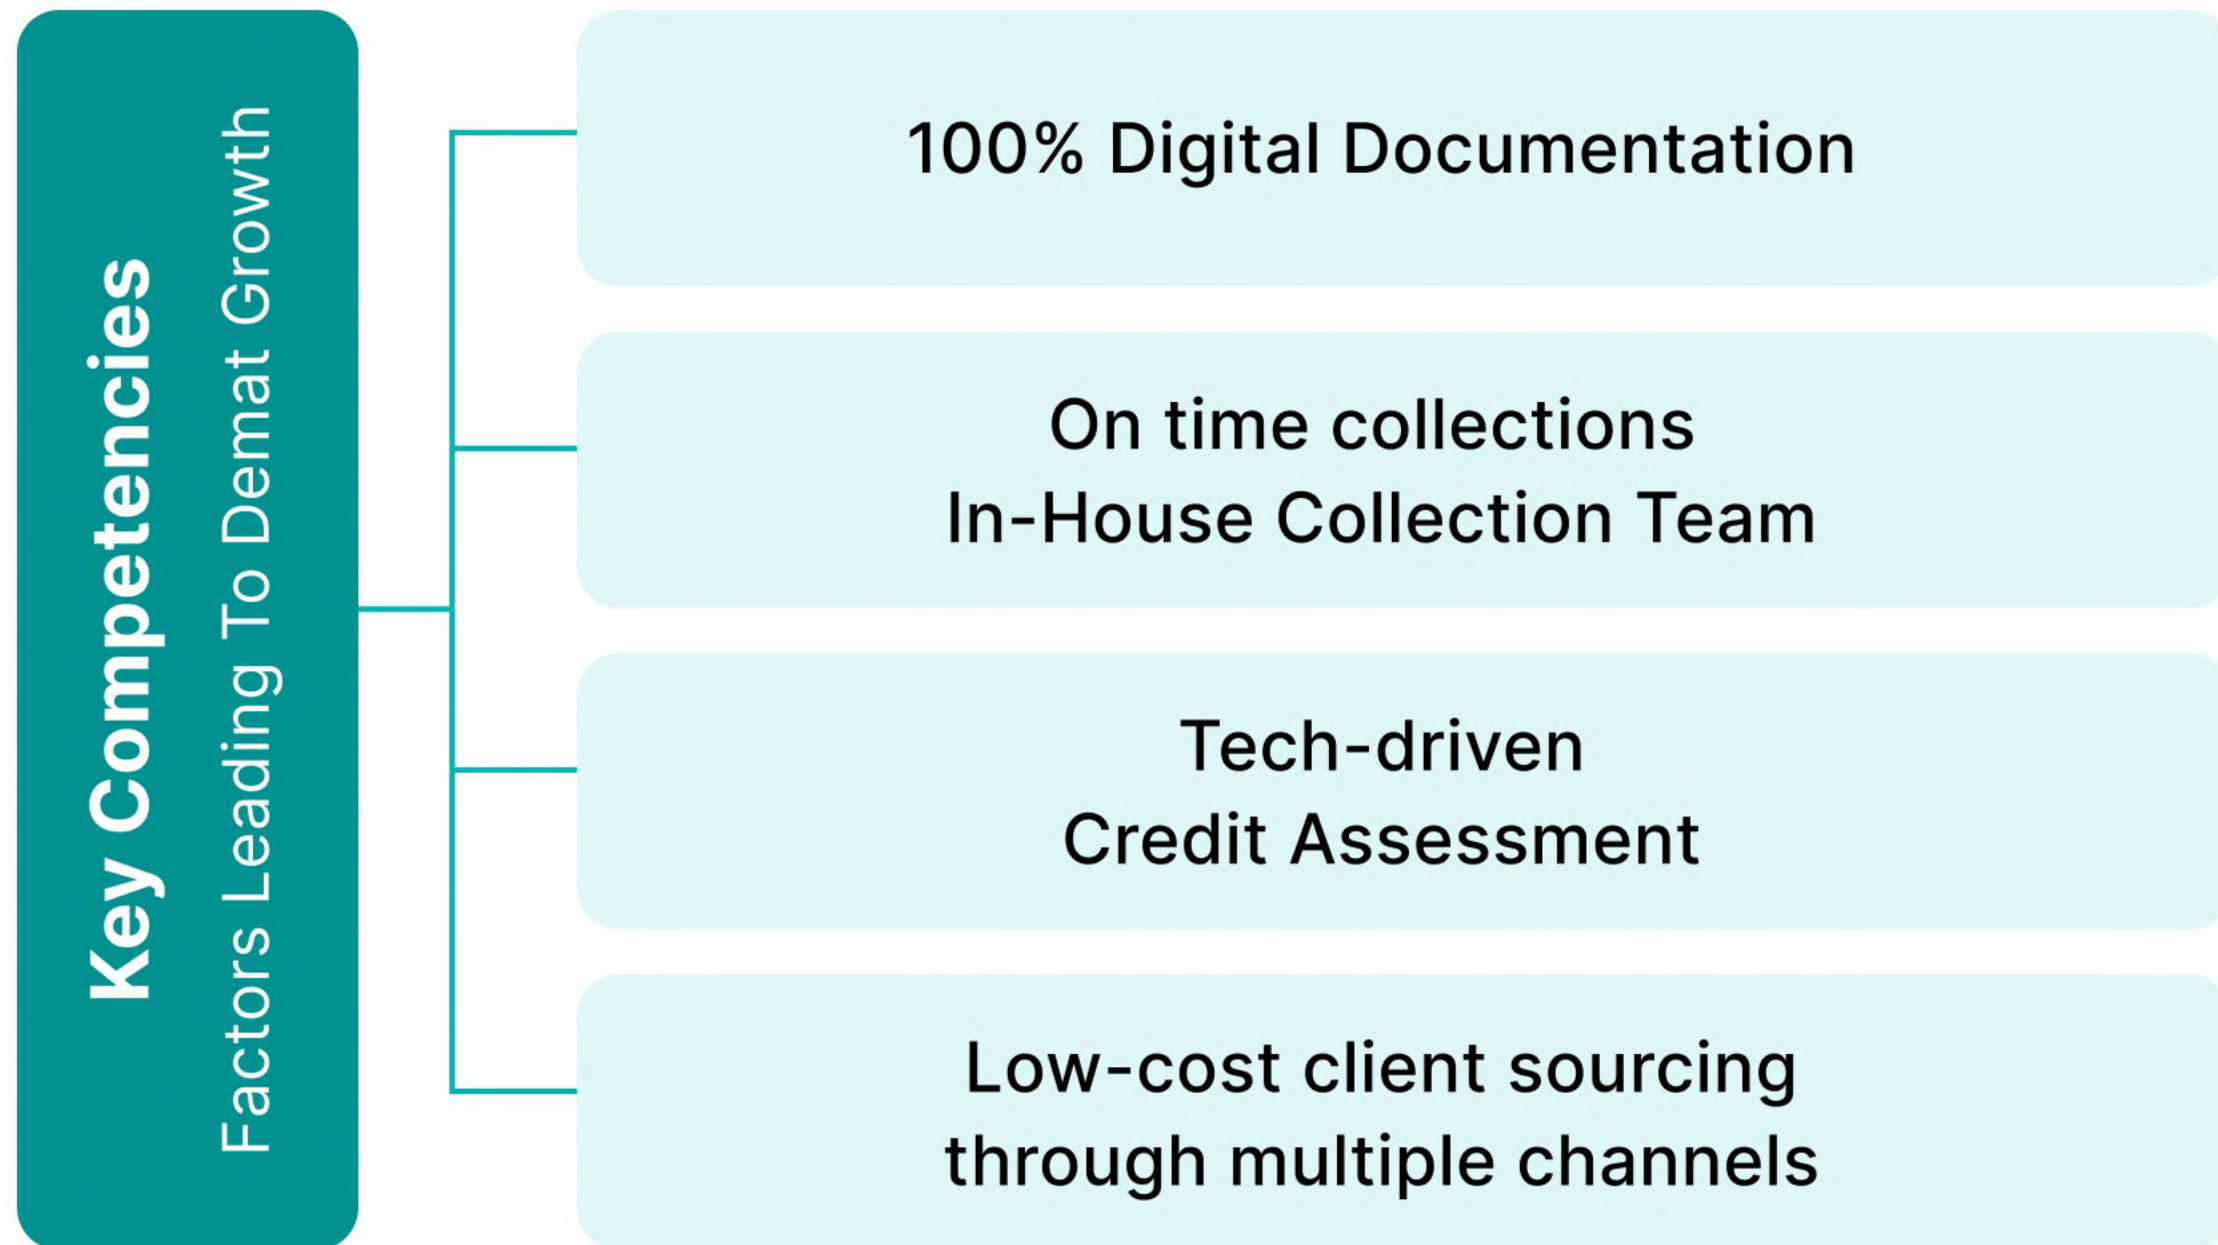 Key Competencies
Factors Leading To Demat Growth
100% Digital Documentation
On time collections
In-House Collection Team
Tech-driven
Credit Assessment
Low-cost client sourcing
through multiple channels